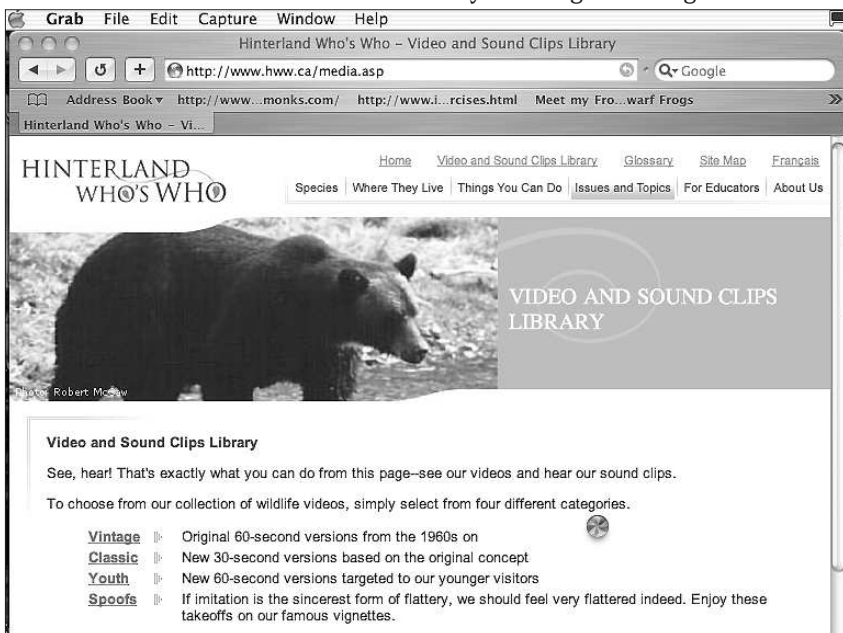 Grab File Edit Capture Window Help
Hinterland Who's Who – Video and Sound Clips Library
http://www.hww.ca/media.asp
Google
Address Book http://www...monks.com/ http://www.i...rcises.html Meet my Fro...warf Frogs
Hinterland Who's Who – Vi...
HINTERLAND WHO'S WHO
Home Video and Sound Clips Library Glossary Site Map Français
Species Where They Live Things You Can Do Issues and Topics For Educators About Us
VIDEO AND SOUND CLIPS
LIBRARY
Photo: Robert McCaw
Video and Sound Clips Library
See, hear! That's exactly what you can do from this page--see our videos and hear our sound clips.
To choose from our collection of wildlife videos, simply select from four different categories.
Vintage Original 60-second versions from the 1960s on
Classic New 30-second versions based on the original concept
Youth New 60-second versions targeted to our younger visitors
Spoofs If imitation is the sincerest form of flattery, we should feel very flattered indeed. Enjoy these
takeoffs on our famous vignettes.